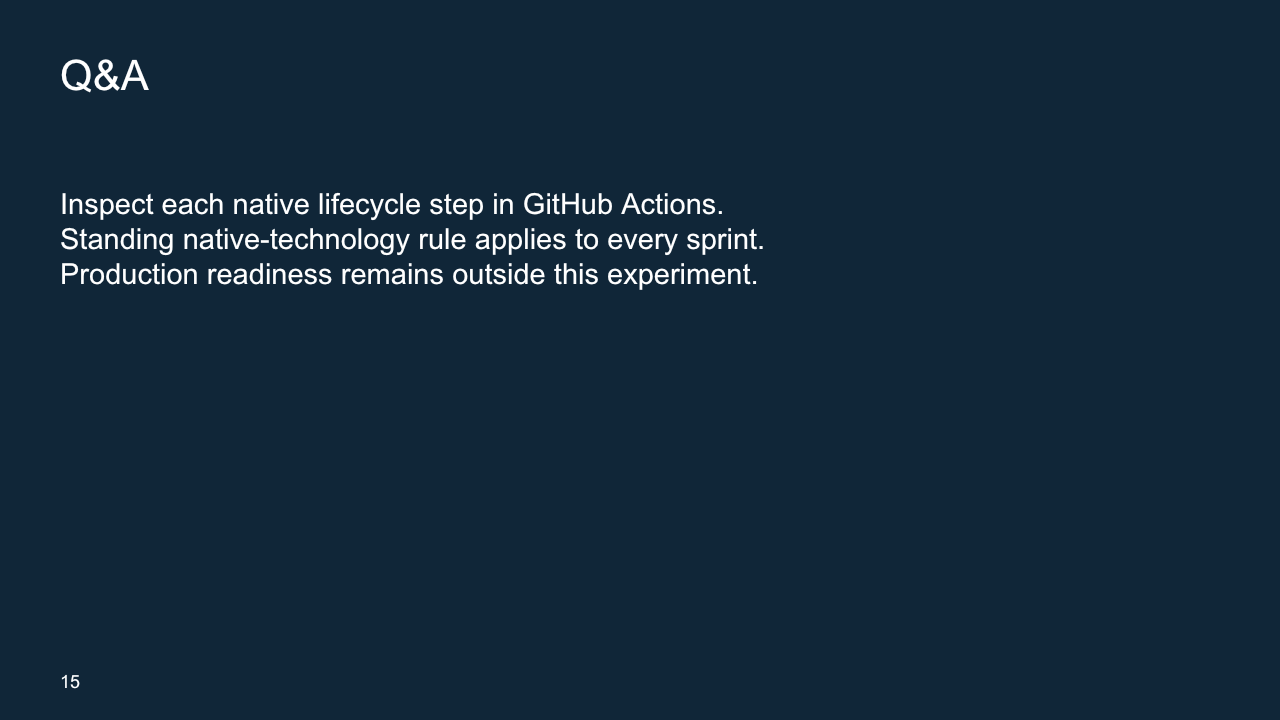 Q&A
Inspect each native lifecycle step in GitHub Actions.
Standing native-technology rule applies to every sprint.
Production readiness remains outside this experiment.
15